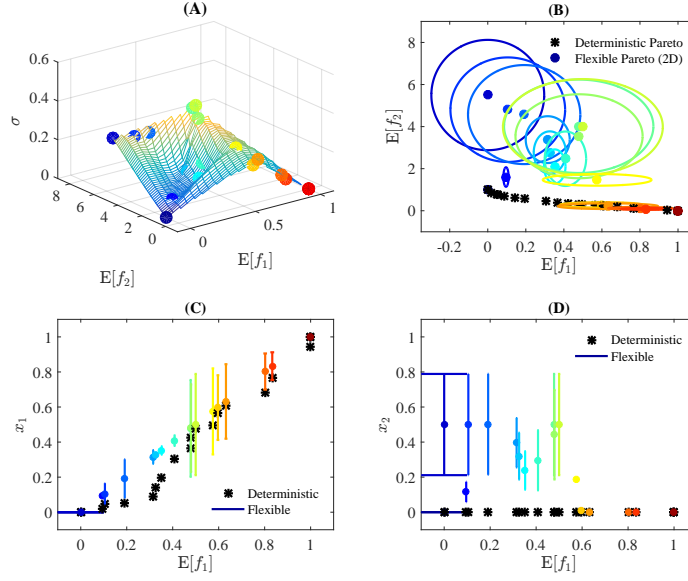 (A)
0.6
0.4
0.2
0
σ
8
6
4
2
0
0
0.5
1
E[f2]
E[f1]
(B)
Deterministic Pareto
Flexible Pareto (2D)
8
6
4
2
0
E[f2]
-0.2
0
0.2
0.4
0.6
0.8
1
E[f1]
(C)
1
0.8
0.6
0.4
0.2
0
x1
Deterministic
Flexible
0
0.2
0.4
0.6
0.8
1
E[f1]
(D)
Deterministic
Flexible
1
0.8
0.6
0.4
0.2
0
x2
0
0.2
0.4
0.6
0.8
1
E[f1]